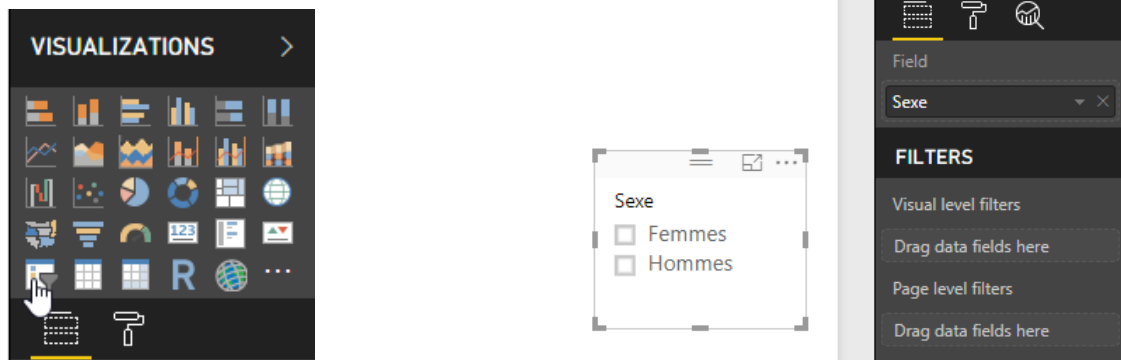 VISUALIZATIONS
123
R
Sexe
Femmes
Hommes
Field
Sexe
FILTERS
Visual level filters
Drag data fields here
Page level filters
Drag data fields here